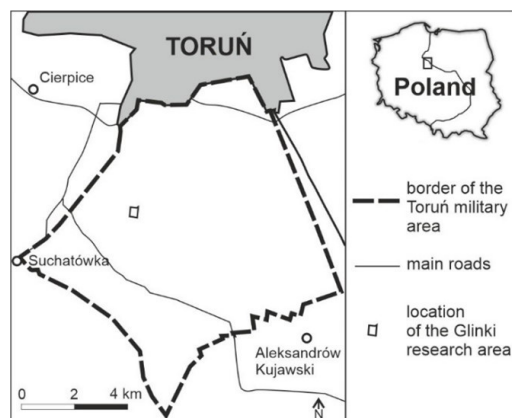 TORUŃ
Cierpice
Suchatówka
Aleksandrów
Kujawski
0 2 4 km
N
Poland
border of the
Toruń military
area
main roads
location
of the Glinki
research area